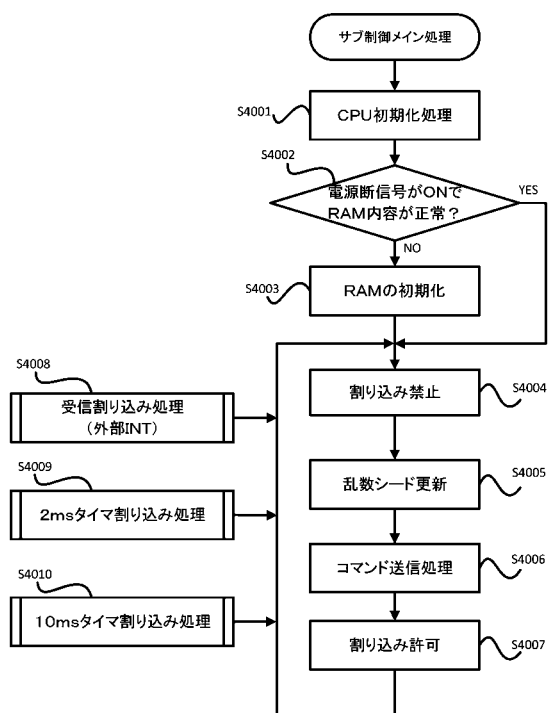 サブ制御メイン処理
S4001
CPU初期化処理
S4002
電源断信号がONで
RAM内容が正常？
YES
NO
S4003
RAMの初期化
S4008
受信割り込み処理
（外部INT）
S4004
割り込み禁止
S4009
2msタイマ割り込み処理
S4005
乱数シード更新
S4006
コマンド送信処理
S4010
10msタイマ割り込み処理
S4007
割り込み許可